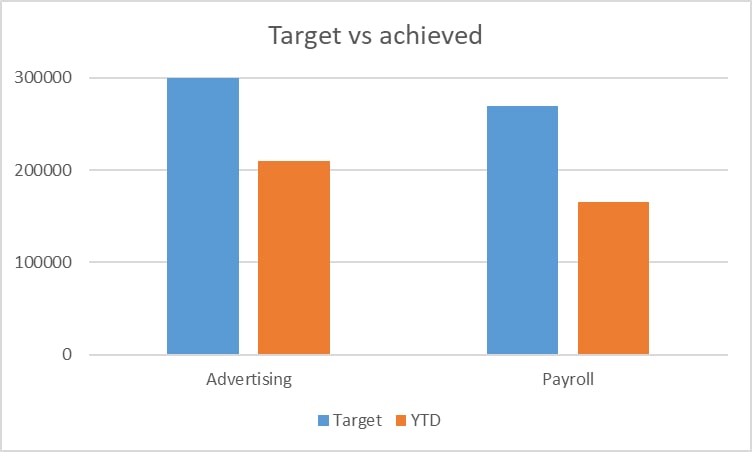 Target vs achieved
300000
200000
100000
0
Advertising Payroll
Target YTD